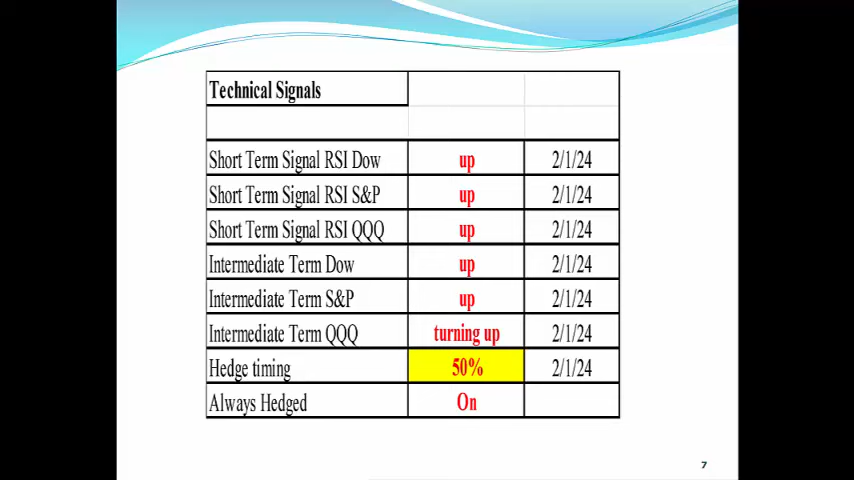 Technical Signals
Short Term Signal RSI Dow up 2/1/24
Short Term Signal RSI S&P up 2/1/24
Short Term Signal RSI QQQ up 2/1/24
Intermediate Term Dow up 2/1/24
Intermediate Term S&P up 2/1/24
Intermediate Term QQQ turning up 2/1/24
Hedge timing 50% 2/1/24
Always Hedged On
7